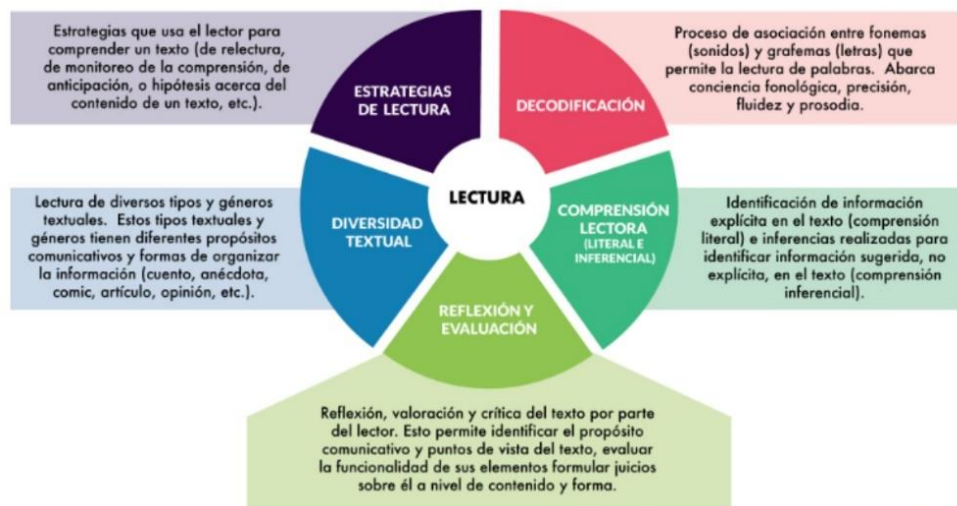 Estrategias que usa el lector para
comprender un texto (de relectura,
de monitoreo de la comprensión, de
anticipación, o hipótesis acerca del
contenido de un texto, etc.).
ESTRATEGIAS
DE LECTURA
DECODIFICACIÓN
Proceso de asociación entre fonemas
(sonidos) y grafemas (letras) que
permite la lectura de palabras. Abarca
conciencia fonológica, precisión,
fluidez y prosodia.
LECTURA
Lectura de diversos tipos y géneros
textuales. Estos tipos textuales y
géneros tienen diferentes propósitos
comunicativos y formas de organizar
la información (cuento, anécdota,
comic, artículo, opinión, etc.).
DIVERSIDAD
TEXTUAL
COMPRENSIÓN
LECTORA
(LITERAL E
INFERENCIAL)
Identificación de información
explícita en el texto (comprensión
literal) e inferencias realizadas para
identificar información sugerida, no
explícita, en el texto (comprensión
inferencial).
REFLEXIÓN Y
EVALUACIÓN
Reflexión, valoración y crítica del texto por parte
del lector. Esto permite identificar el propósito
comunicativo y puntos de vista del texto, evaluar
la funcionalidad de sus elementos formular juicios
sobre él a nivel de contenido y forma.